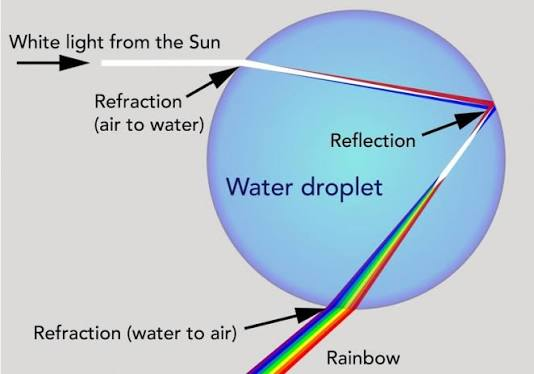 White light from the Sun
Refraction
(air to water)
Reflection
Water droplet
Refraction (water to air)
Rainbow